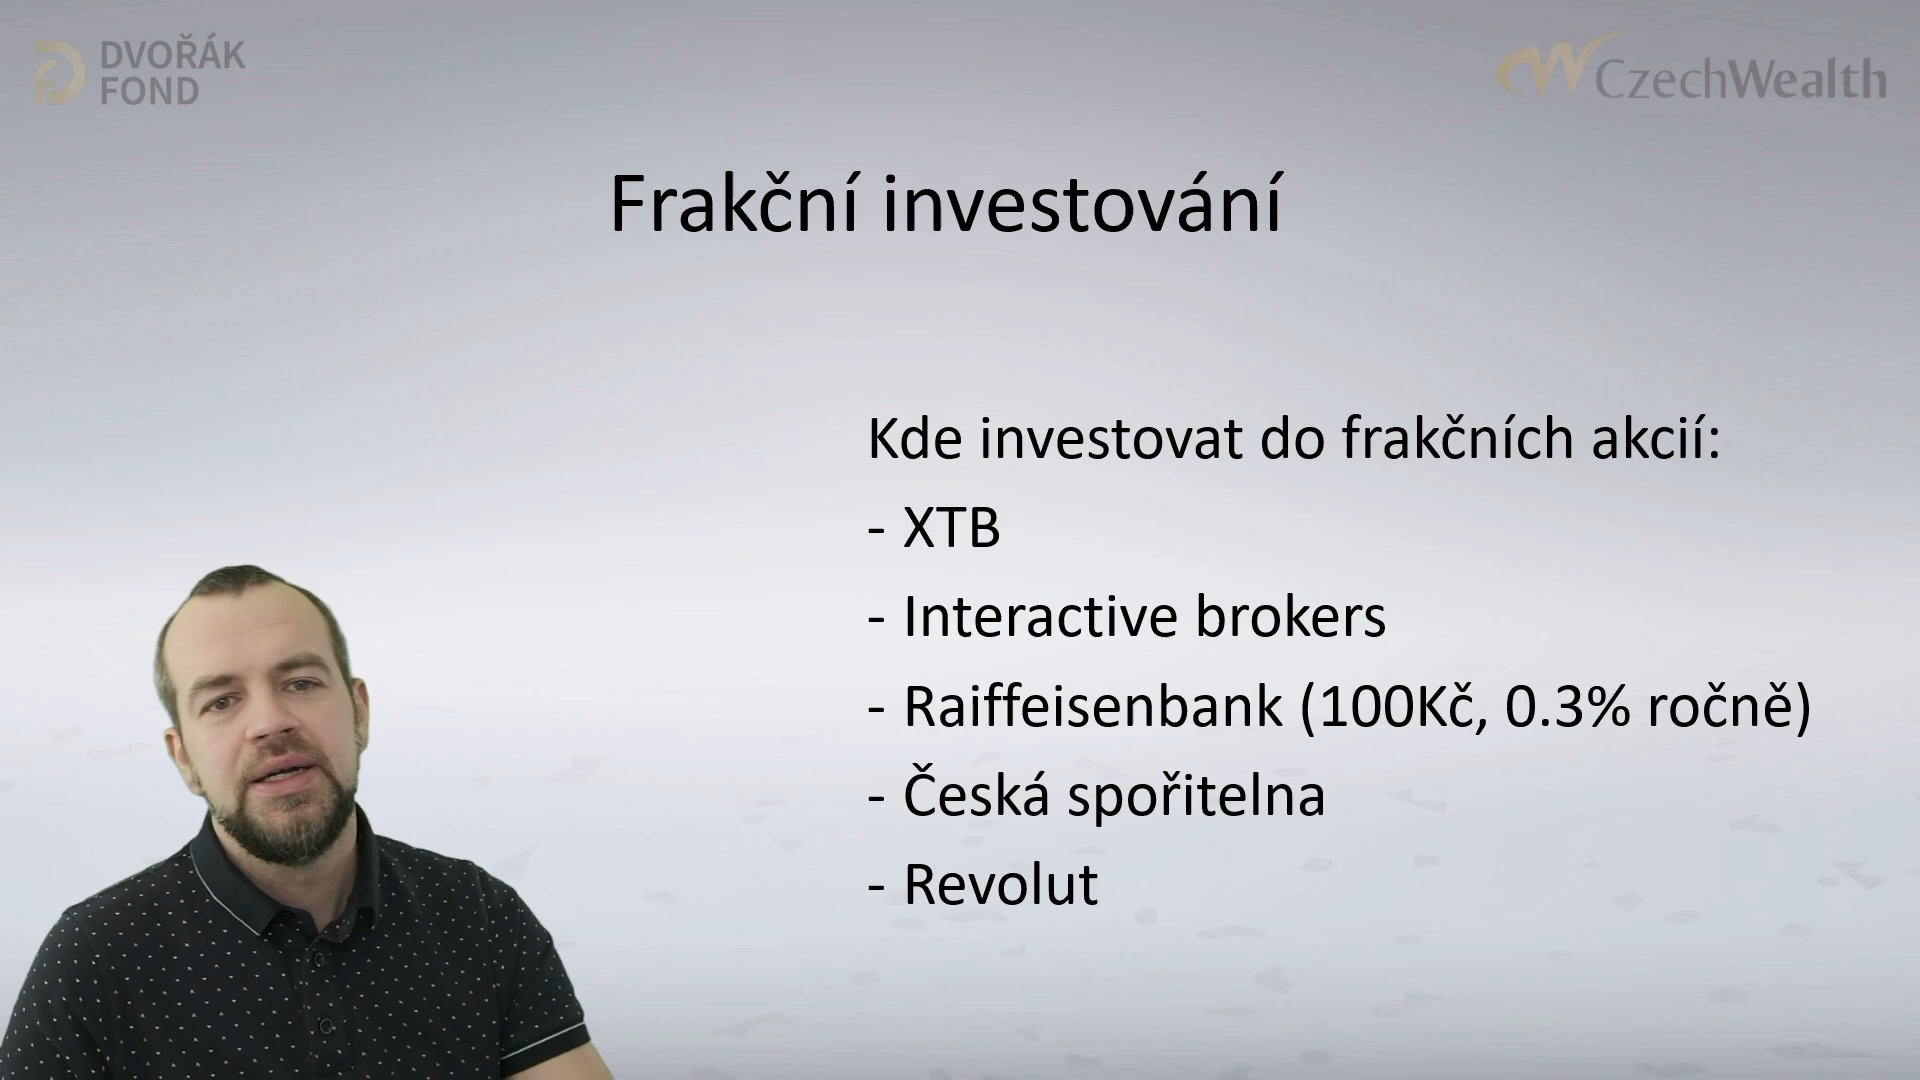 DVOŘÁK
FOND
CzechWealth
Frakční investování
Kde investovat do frakčních akcií:
- XTB
- Interactive brokers
- Raiffeisenbank (100Kč, 0.3% ročně)
- Česká spořitelna
- Revolut